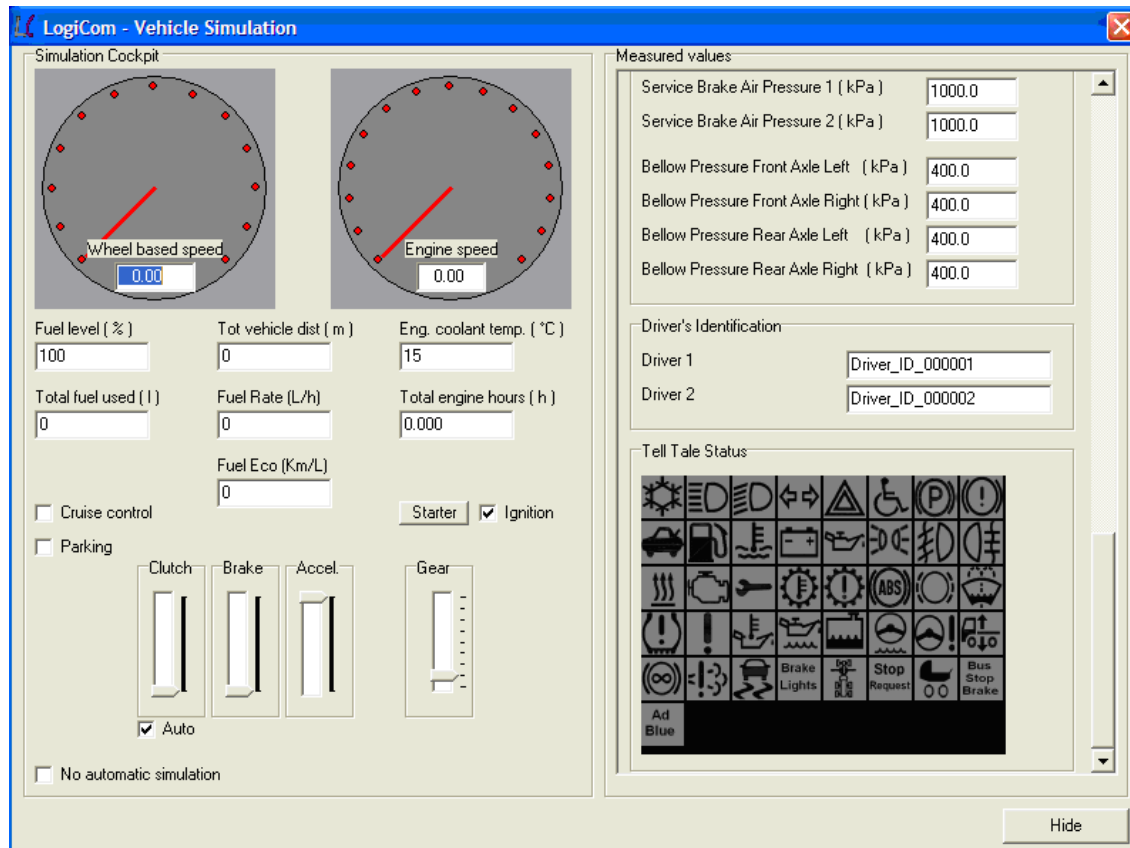 LogiCom - Vehicle Simulation
Simulation Cockpit
Wheel based speed
0.00
Engine speed
0.00
Fuel level ( % )
Tot vehicle dist ( m )
Eng. coolant temp. ( °C )
100
0
15
Total fuel used ( l )
Fuel Rate (L/h)
Total engine hours ( h )
0
0
0.000
Fuel Eco (Km/L)
0
Cruise control
Starter
Ignition
Parking
Clutch
Brake
Accel.
Gear
Auto
No automatic simulation
Measured values
Service Brake Air Pressure 1 ( kPa )
1000.0
Service Brake Air Pressure 2 ( kPa )
1000.0
Bellow Pressure Front Axle Left ( kPa )
400.0
Bellow Pressure Front Axle Right ( kPa )
400.0
Bellow Pressure Rear Axle Left ( kPa )
400.0
Bellow Pressure Rear Axle Right ( kPa )
400.0
Driver's Identification
Driver 1
Driver_ID_000001
Driver 2
Driver_ID_000002
Tell Tale Status
P
ABS
Brake
Lights
Stop
Request
Bus
Stop
Brake
Ad
Blue
Hide